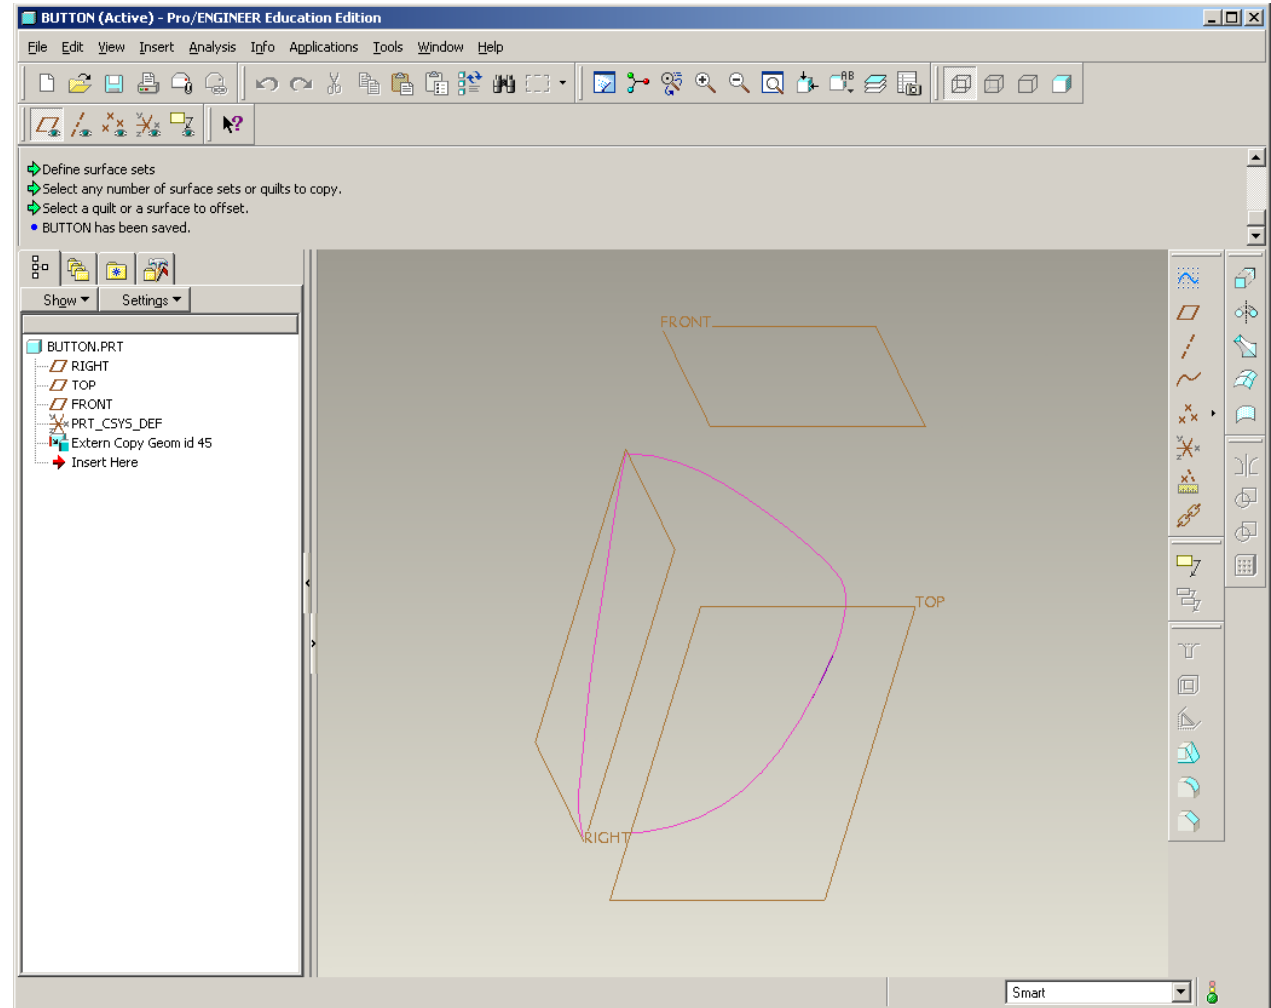 BUTTON (Active) - Pro/ENGINEER Education Edition
File Edit View Insert Analysis Info Applications Tools Window Help
Define surface sets
Select any number of surface sets or quilts to copy.
Select a quilt or a surface to offset.
BUTTON has been saved.
Show Settings
BUTTON.PRT
RIGHT
TOP
FRONT
PRT_CSYS_DEF
Extern Copy Geom id 45
Insert Here
FRONT
TOP
RIGHT
Smart